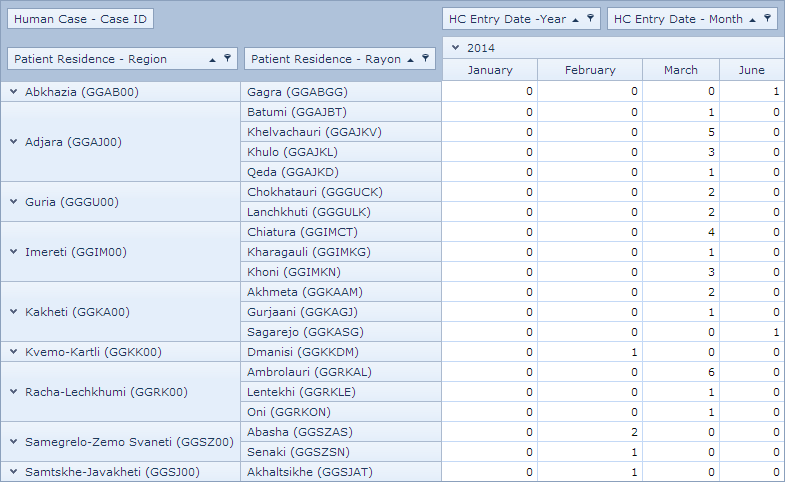 Human Case - Case ID
HC Entry Date -Year HC Entry Date - Month
2014
Patient Residence - Region Patient Residence - Rayon
January February March June
Abkhazia (GGAB00) Gagra (GGABGG) 0 0 0 1
Adjara (GGAJ00) Batumi (GGAJBT) 0 0 1 0
Khelvachauri (GGAJKV) 0 0 5 0
Khulo (GGAJKL) 0 0 3 0
Qeda (GGAJKD) 0 0 1 0
Guria (GGGU00) Chokhatauri (GGGUCK) 0 0 2 0
Lanchkhuti (GGGULK) 0 0 2 0
Imereti (GGIM00) Chiatura (GGIMCT) 0 0 4 0
Kharagauli (GGIMKG) 0 0 1 0
Khoni (GGIMKN) 0 0 3 0
Kakheti (GGKA00) Akhmeta (GGKAAM) 0 0 2 0
Gurjaani (GGKAGJ) 0 0 1 0
Sagarejo (GGKASG) 0 0 0 1
Kvemo-Kartli (GGKK00) Dmanisi (GGKKDM) 0 1 0 0
Racha-Lechkhumi (GGRK00) Ambrolauri (GGRKAL) 0 0 6 0
Lentekhi (GGRKLE) 0 0 1 0
Oni (GGRKON) 0 0 1 0
Samegrelo-Zemo Svaneti (GGSZ00) Abasha (GGSZAS) 0 2 0 0
Senaki (GGSZSN) 0 1 0 0
Samtskhe-Javakheti (GGSJ00) Akhaltsikhe (GGSJAT) 0 1 0 0